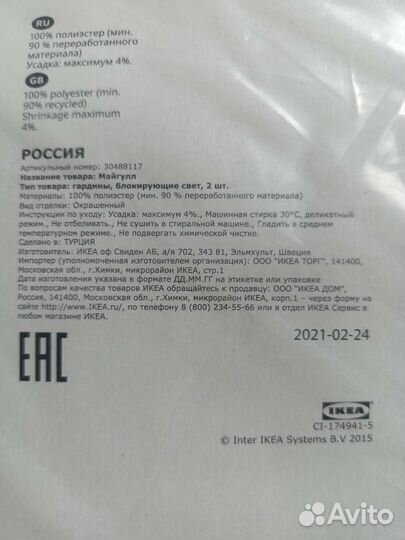 RU
100% полиэстер (мин.
90 % переработанного
материала)
Усадка: максимум 4%.
GB
100% polyester (min.
90% recycled)
Shrinkage maximum
4%.
РОССИЯ
Артикульный номер: 30488117
Название товара: Майгулл
Тип товара: гардины, блокирующие свет, 2 шт.
Материалы: 100% полиэстер (мин. 90 % переработанного материала)
Вид отделки: Окрашенный
Инструкции по уходу: Усадка: максимум 4%., Машинная стирка 30°C, деликатный
режим., Не отбеливать., Не сушить в стиральной машине., Гладить в среднем
температурном режиме., Не подвергать химической чистке.
Сделано в: ТУРЦИЯ
Изготовитель: ИКЕА оф Свиден АБ, а/я 702, 343 81, Эльмхульт, Швеция
Импортер (уполномоченная изготовителем организация): ООО "ИКЕА ТОРГ", 141400,
Московская обл., г.Химки, микрорайон ИКЕА, стр.1
Дата изготовления указана в формате ДД.ММ.ГГ на этикетке или упаковке
По вопросам качества товаров ИКЕА обращайтесь к продавцу: ООО "ИКЕА ДОМ",
Россия, 141400, Московская обл., г.Химки, микрорайон ИКЕА, корп.1 – через форму на
сайте http://www.IKEA.ru/, по телефону 8 (800) 234-55-66 или в отдел ИКЕА Сервис в
любом магазине ИКЕА.
EAC
2021-02-24
IKEA
CI-174941-5
© Inter IKEA Systems B.V 2015
Avito